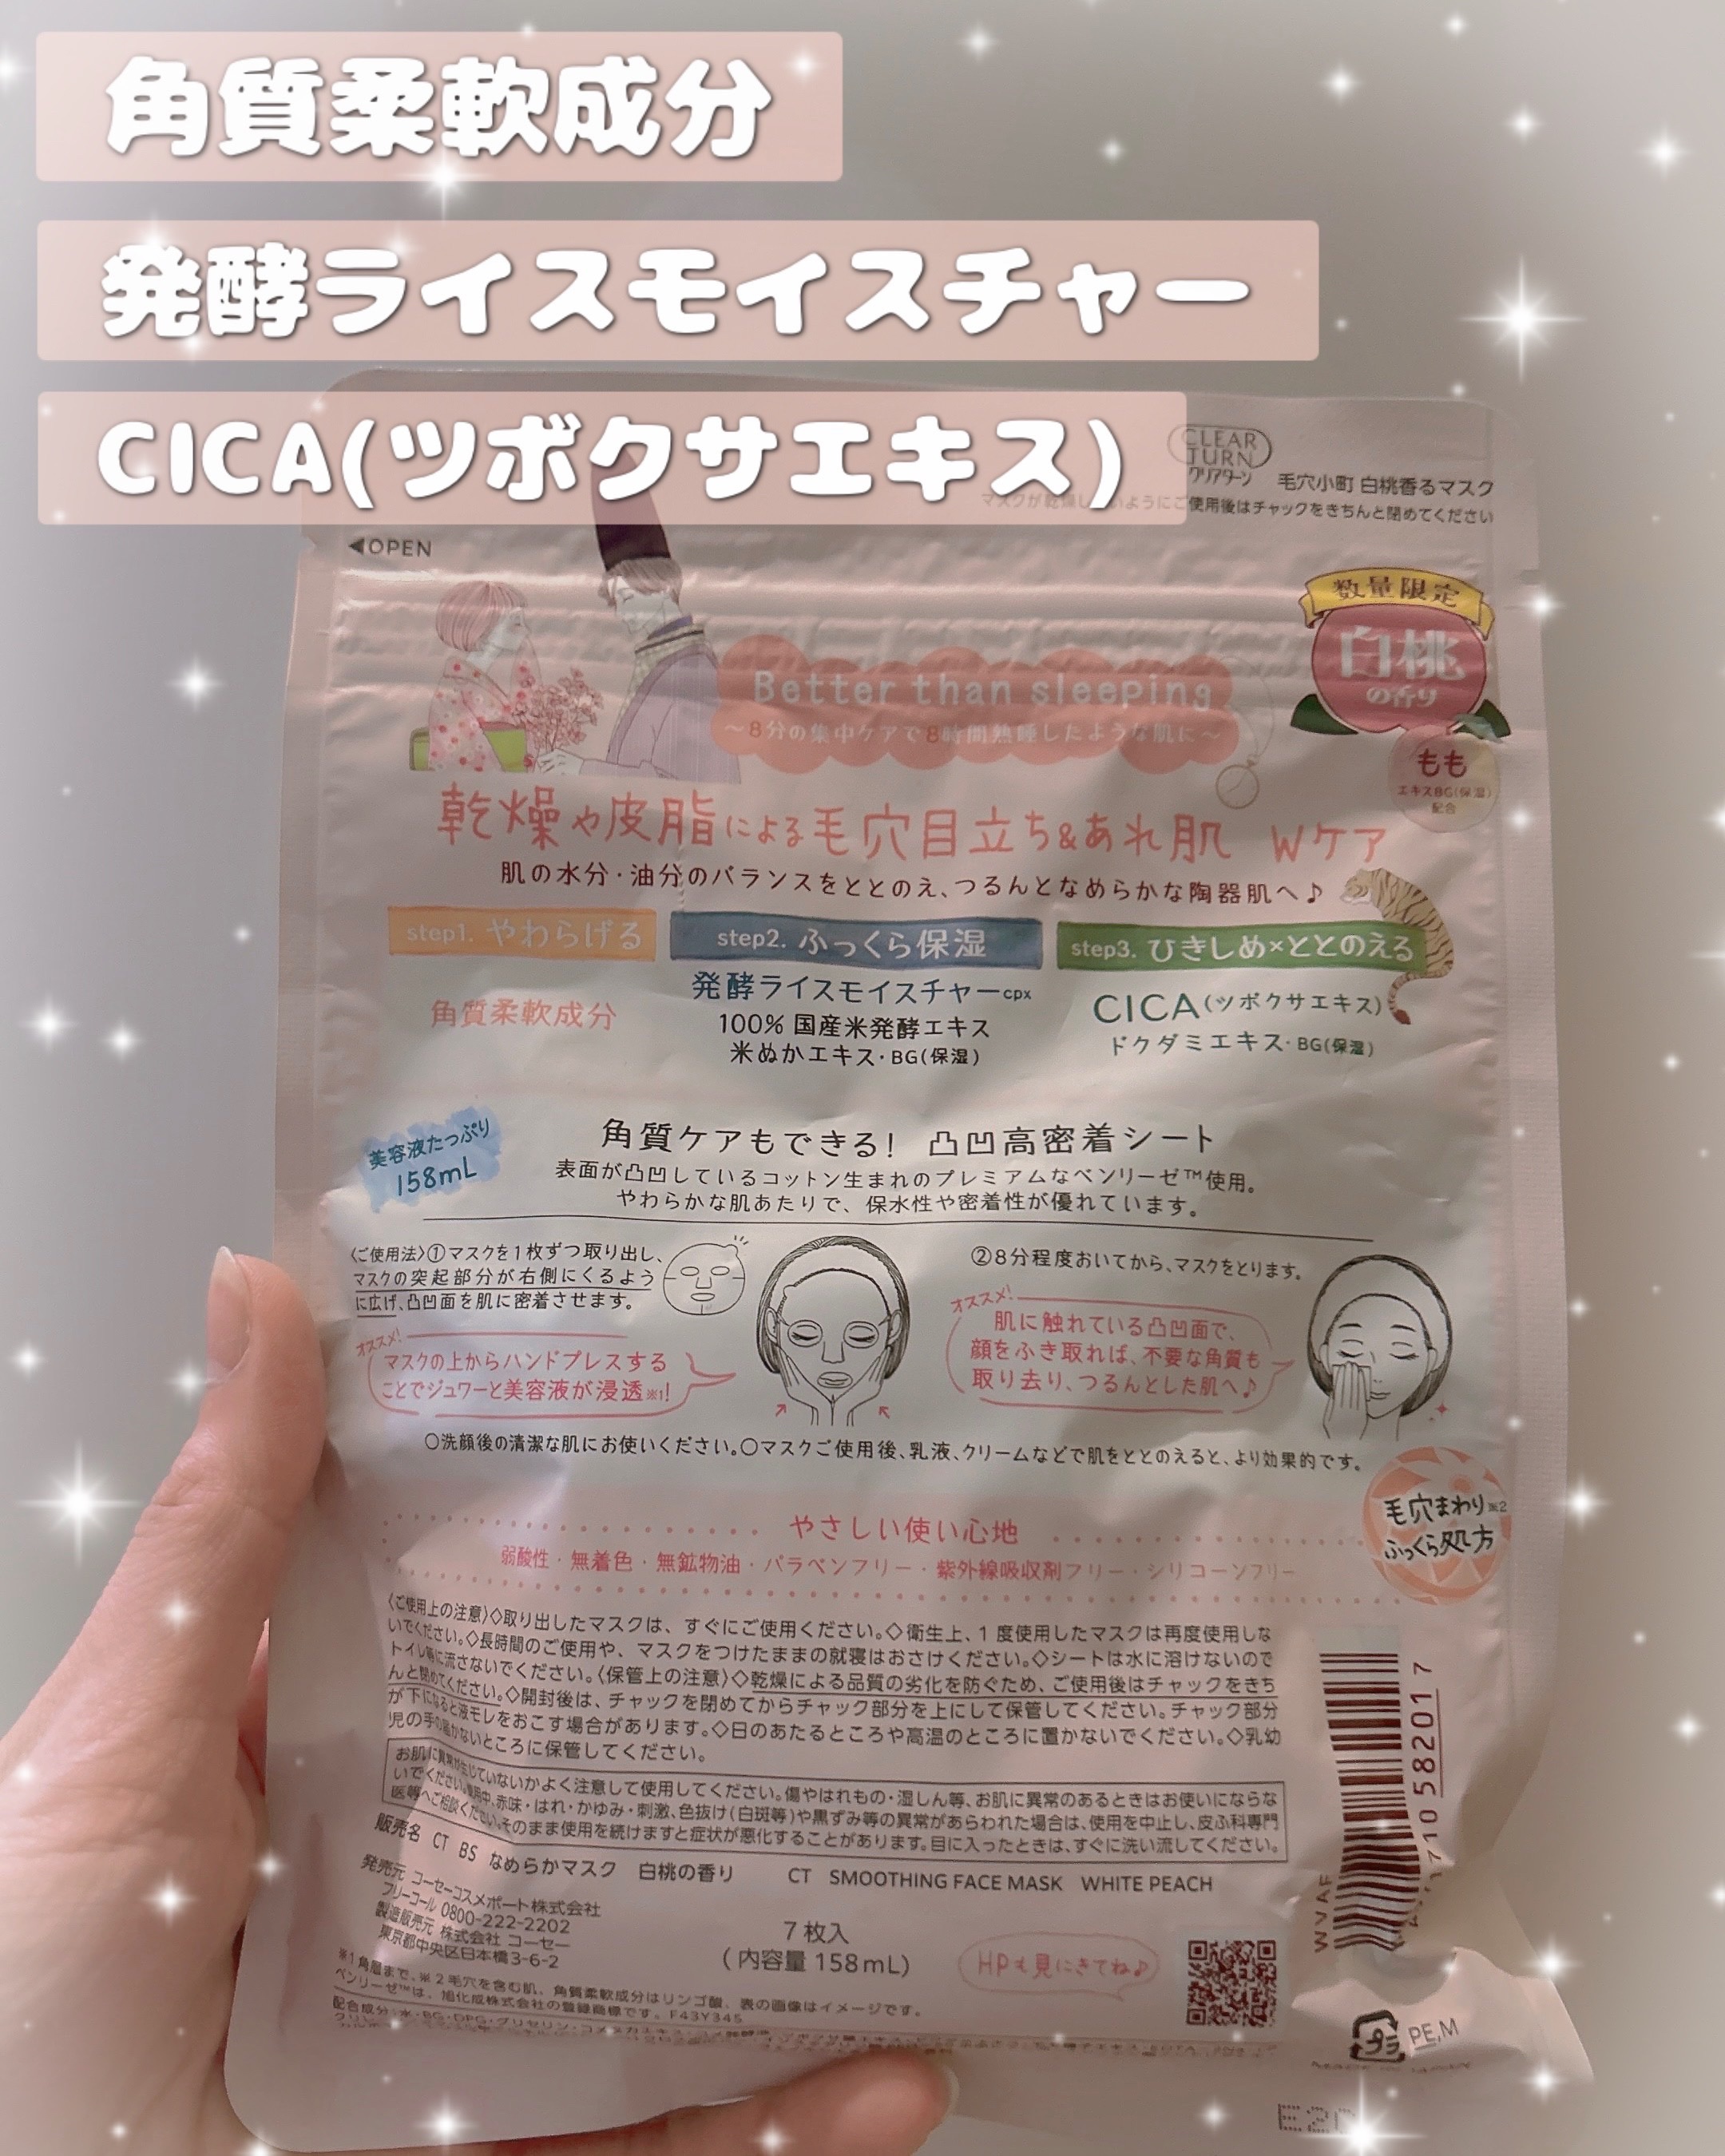 角質柔軟成分
発酵ライスモイスチャー
CICA(ツボクサエキス)
CLEAR
TURN
クリアターン
毛穴小町 白桃香るマスク
マスクが乾燥し いようにご使用後はチャックをきちんと閉めてください
◀OPEN
数量限定
白桃
の香り
もも
エキスBG(保湿)
配合
Better than sleeping
〜8分の集中ケアで8時間熟睡したような肌に〜
乾燥や皮脂による毛穴目立ち&あれ肌 Wケア
肌の水分・油分のバランスをととのえ、つるんとなめらかな陶器肌へ♪
step1. やわらげる
角質柔軟成分
step2. ふっくら保湿
発酵ライスモイスチャーcpx
100% 国産米発酵エキス
米ぬかエキス・BG(保湿)
step3. ひきしめ×ととのえる
CICA(ツボクサエキス)
ドクダミエキス・BG(保湿)
美容液たっぷり
158mL
角質ケアもできる! 凸凹高密着シート
表面が凸凹しているコットン生まれのプレミアムなベンリーゼ™使用。
やわらかな肌あたりで、保水性や密着性が優れています。
〈ご使用法〉①マスクを1枚ずつ取り出し、
マスクの突起部分が右側にくるよう
に広げ、凸凹面を肌に密着させます。
オススメ!
マスクの上からハンドプレスする
ことでジュワーと美容液が浸透※1!
②8分程度おいてから、マスクをとります。
オススメ!
肌に触れている凸凹面で、
顔をふき取れば、不要な角質も
取り去り、つるんとした肌へ♪
○洗顔後の清潔な肌にお使いください。○マスクご使用後、乳液、クリームなどで肌をととのえると、より効果的です。
毛穴まわり※2
ふっくら処方
やさしい使い心地
弱酸性・無着色・無鉱物油・パラベンフリー・紫外線吸収剤フリー・シリコーンフリー
〈ご使用上の注意〉◇取り出したマスクは、すぐにご使用ください。◇衛生上、1度使用したマスクは再度使用しな
いでください。◇長時間のご使用や、マスクをつけたままの就寝はおさけください。◇シートは水に溶けないので
トイレ等に流さないでください。〈保管上の注意〉◇乾燥による品質の劣化を防ぐため、ご使用後はチャックをきち
んと閉めてください。◇開封後は、チャックを閉めてからチャック部分を上にして保管してください。チャック部分
が下になると液モレをおこす場合があります。◇日のあたるところや高温のところに置かないでください。◇乳幼
児の手の届かないところに保管してください。
お肌に異常が生じていないかよく注意して使用してください。傷やはれもの・湿しん等、お肌に異常のあるときはお使いにならな
いでください。使用中、赤味・はれ・かゆみ・刺激、色抜け(白斑等)や黒ずみ等の異常があらわれた場合は、使用を中止し、皮ふ科専門
医等へご相談ください。そのまま使用を続けますと症状が悪化することがあります。目に入ったときは、すぐに洗い流してください。
販売名 CT BS なめらかマスク 白桃の香り CT SMOOTHING FACE MASK WHITE PEACH
発売元 コーセーコスメポート株式会社
フリーコール 0800-222-2202
製造販売元 株式会社 コーセー
東京都中央区日本橋3-6-2
7枚入
(内容量 158mL)
HPも見にきてね♪
※1角層まで、※2毛穴を含む肌、角質柔軟成分はリンゴ酸、表の画像はイメージです。
ベンリーゼ™は、旭化成株式会社の登録商標です。F43Y345
配合成分:水・BG・DPG・グリセリン・コメヌカエキス
WVAF
710 582017
プラ
PE,M